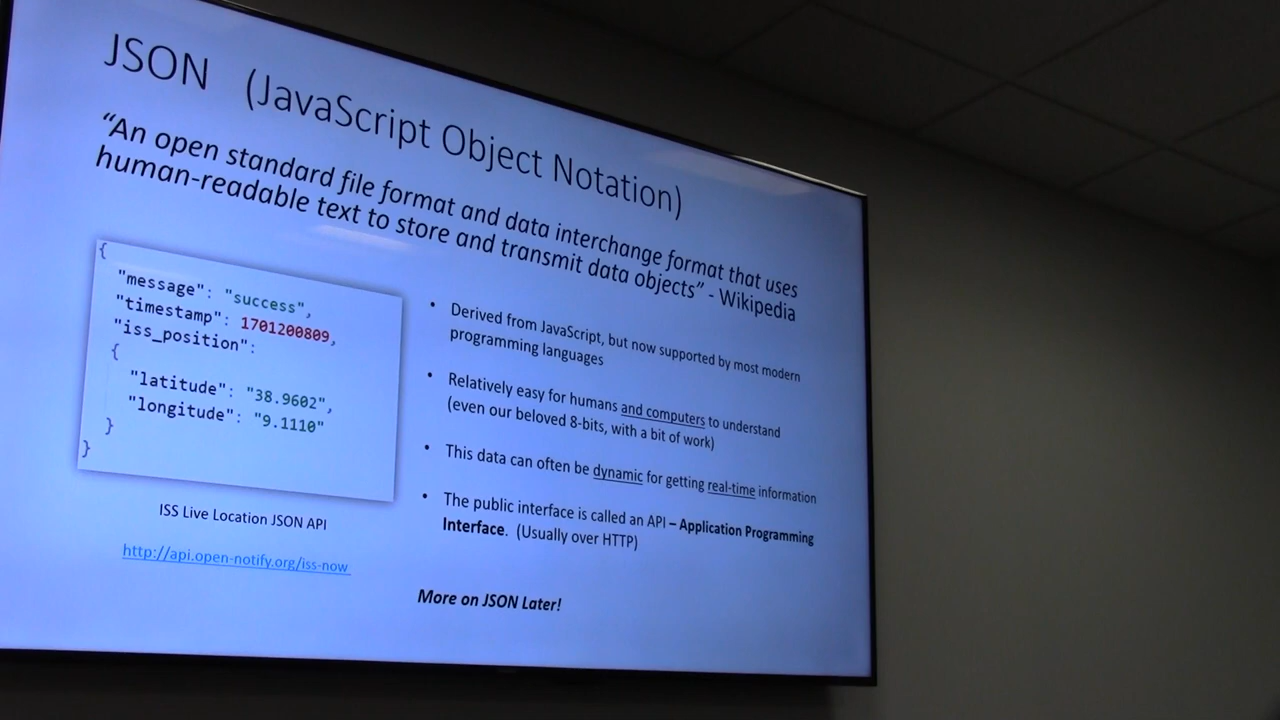 JSON (JavaScript Object Notation)
“An open standard file format and data interchange format that uses
human-readable text to store and transmit data objects” - Wikipedia
{
"message": "success",
"timestamp": 1701200809,
"iss_position":
{
"latitude": "38.9602",
"longitude": "9.1110"
}
}
ISS Live Location JSON API
http://api.open-notify.org/iss-now
• Derived from JavaScript, but now supported by most modern
programming languages
• Relatively easy for humans and computers to understand
(even our beloved 8-bits, with a bit of work)
• This data can often be dynamic for getting real-time information
• The public interface is called an API – Application Programming
Interface. (Usually over HTTP)
More on JSON Later!